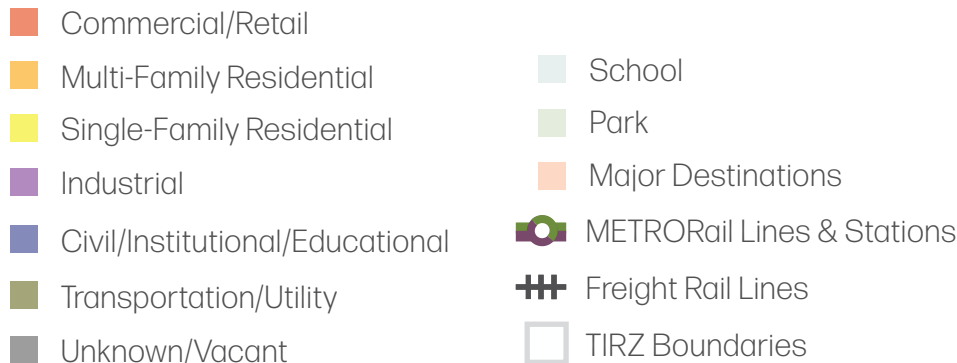 Commercial/Retail
Multi-Family Residential
Single-Family Residential
Industrial
Civil/Institutional/Educational
Transportation/Utility
Unknown/Vacant
School
Park
Major Destinations
METRORail Lines & Stations
Freight Rail Lines
TIRZ Boundaries